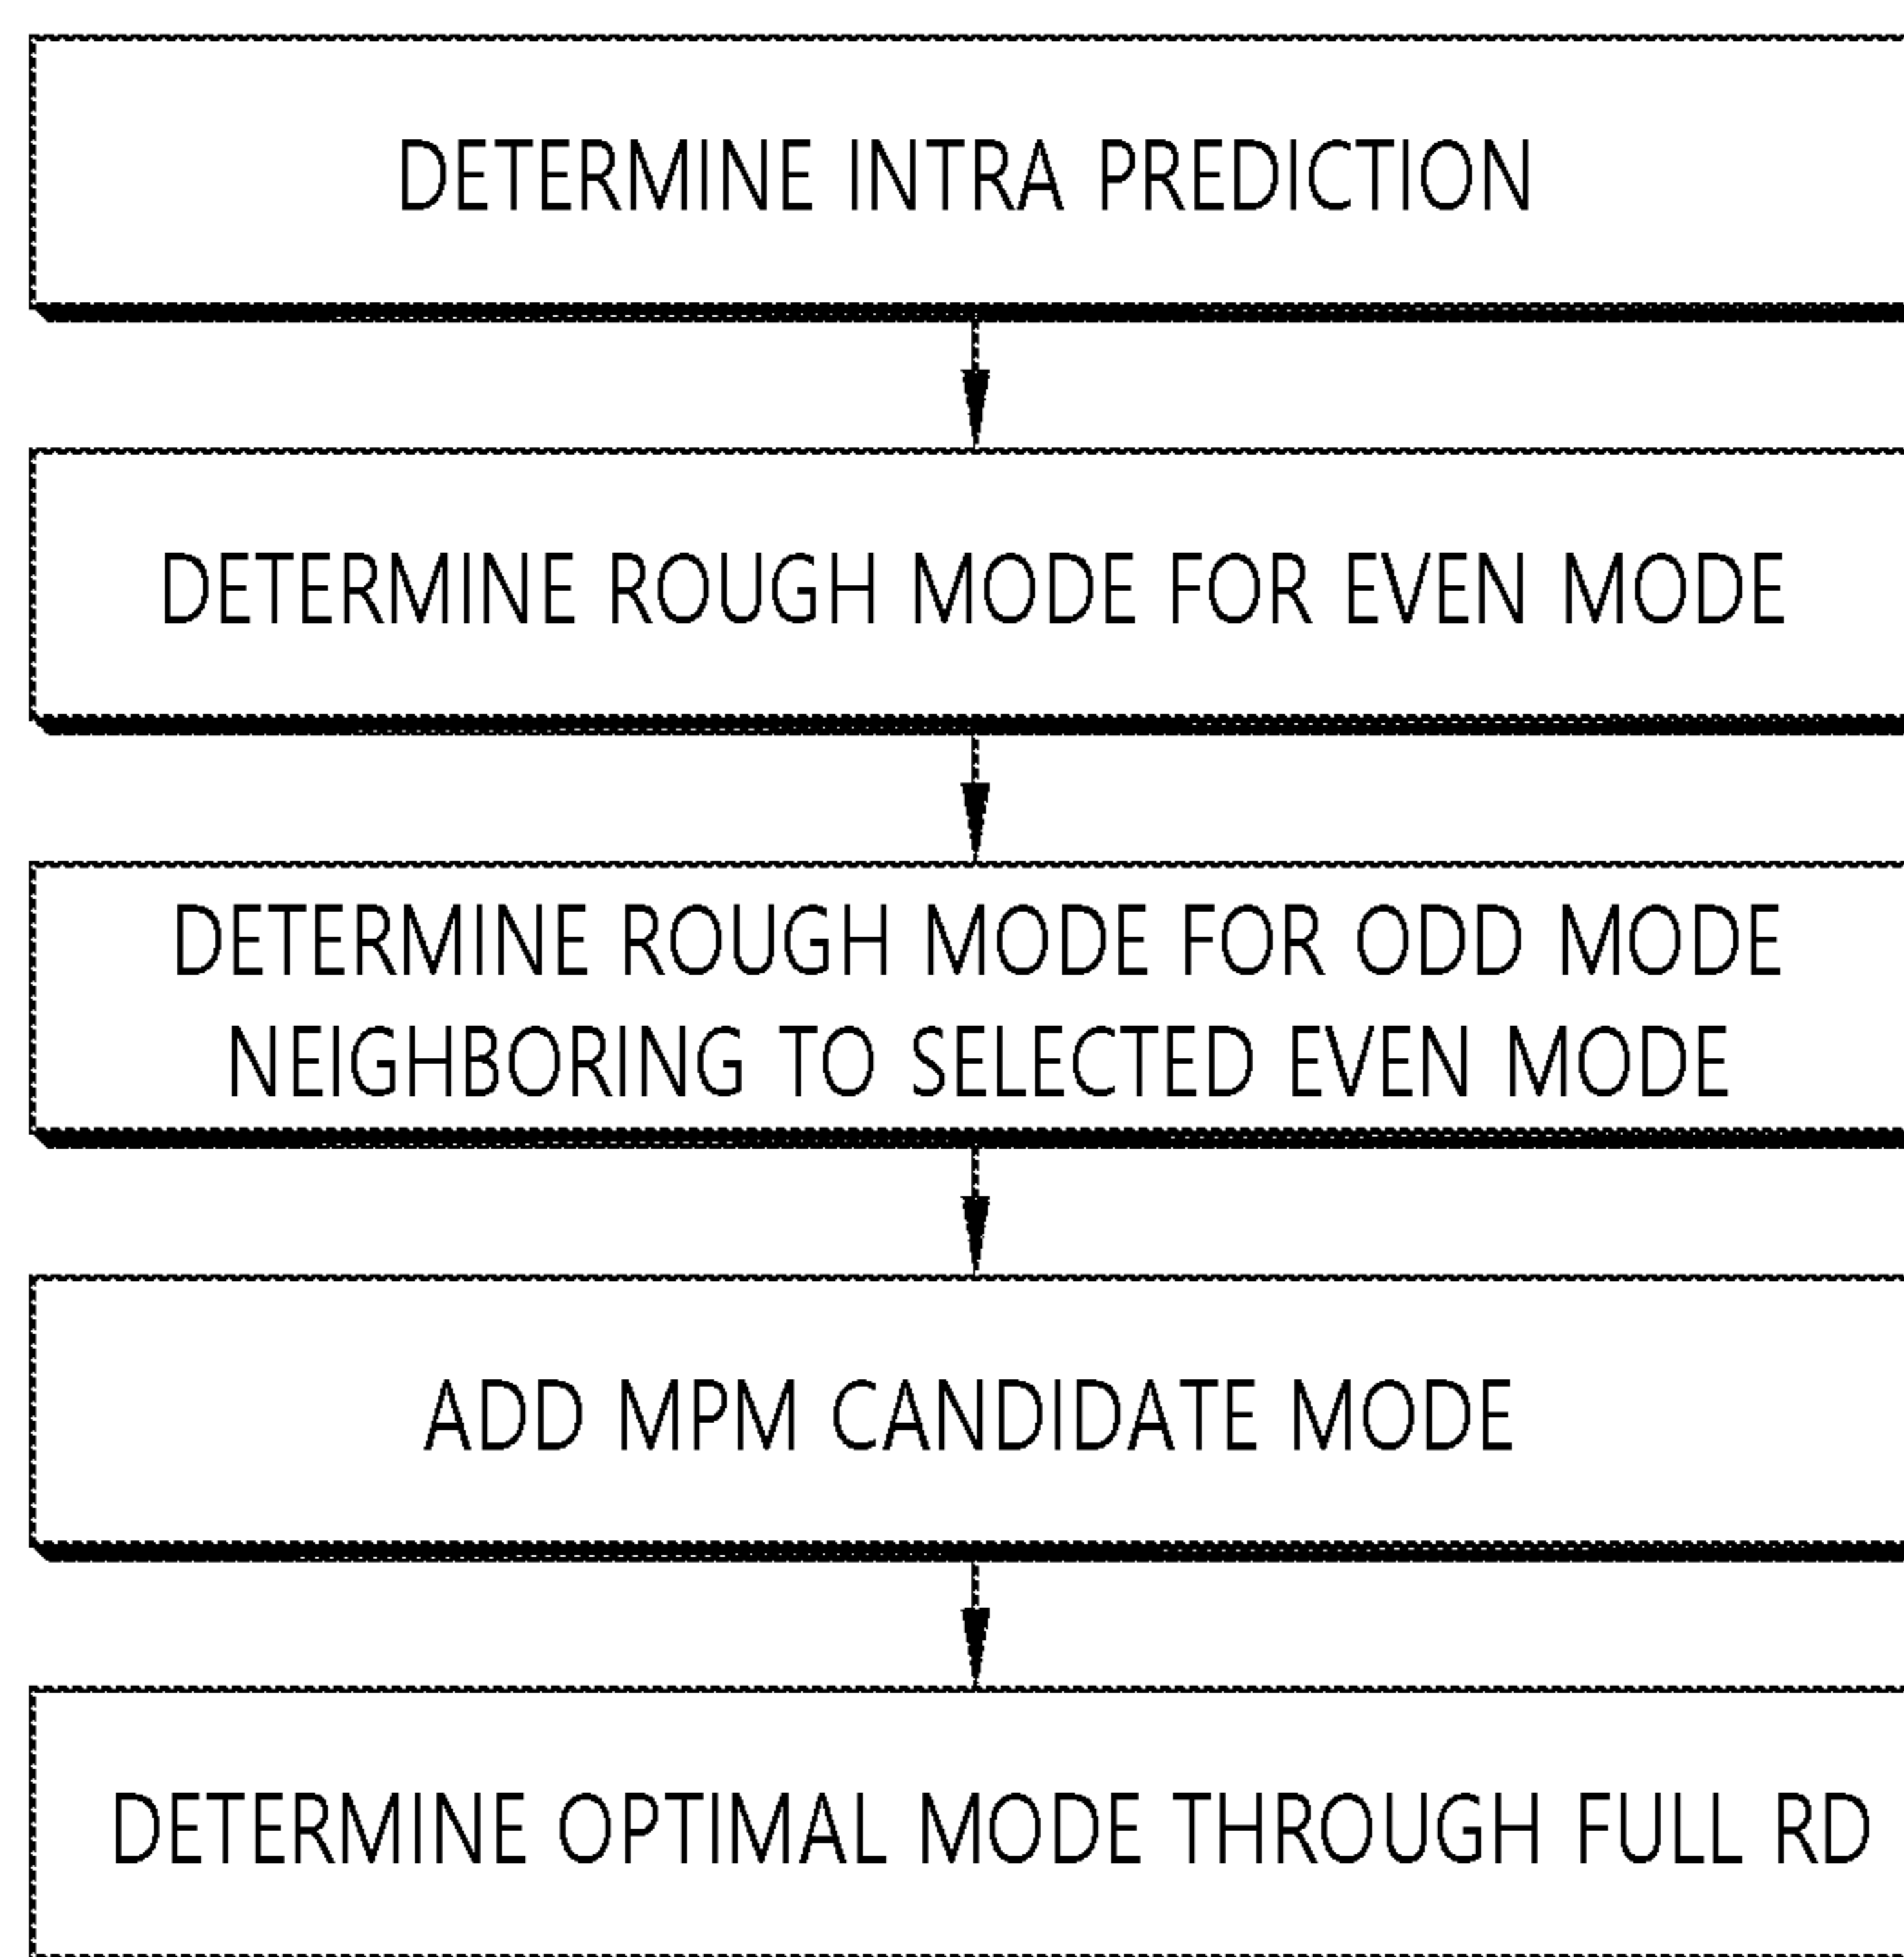 DETERMINE INTRA PREDICTION
DETERMINE ROUGH MODE FOR EVEN MODE
DETERMINE ROUGH MODE FOR ODD MODE
NEIGHBORING TO SELECTED EVEN MODE
ADD MPM CANDIDATE MODE
DETERMINE OPTIMAL MODE THROUGH FULL RD